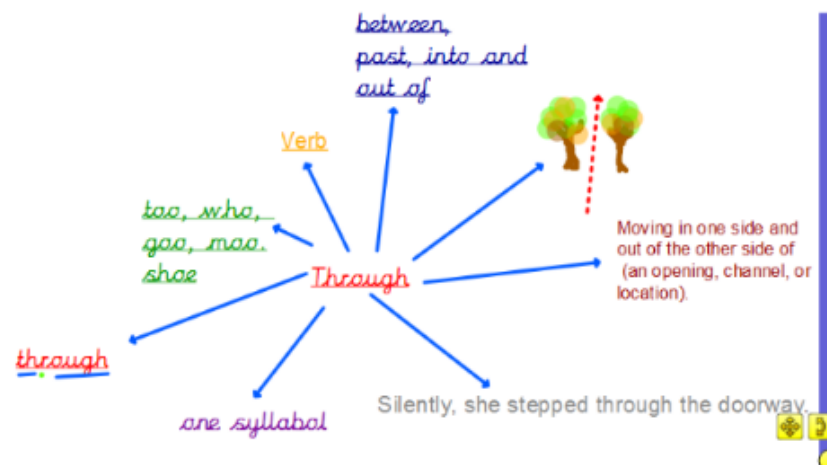 between,
past, into and
out of
Verb
too, who,
goo, moo.
shoe
Through
Moving in one side and
out of the other side of
(an opening, channel, or
location).
through
one syllabol
Silently, she stepped through the doorway.